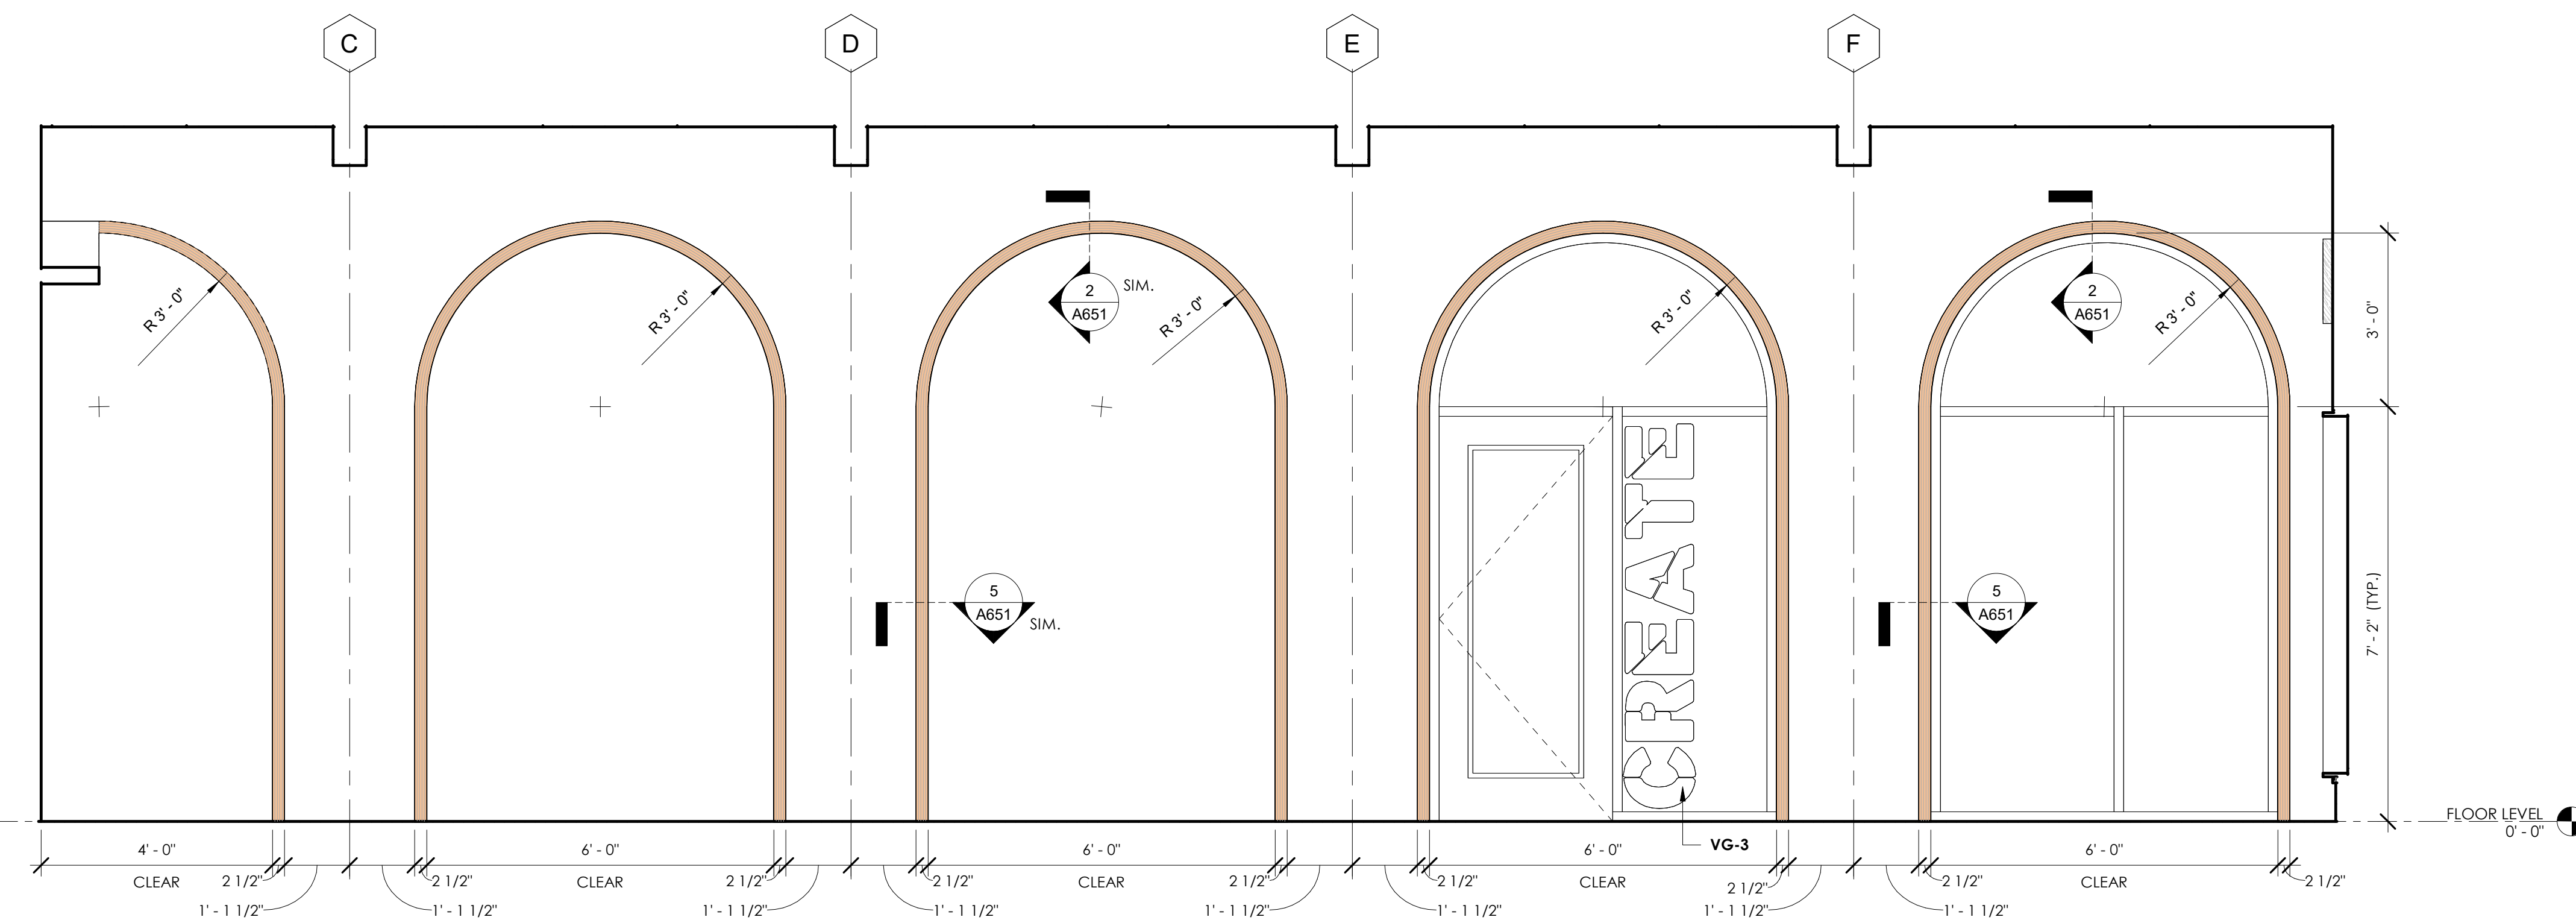 C
D
E
F
R 3' - 0"
R 3' - 0"
2
A651
SIM.
R 3' - 0"
R 3' - 0"
2
A651
R 3' - 0"
3' - 0"
CREATE
5
A651
SIM.
5
A651
7' - 2" (TYP.)
FLOOR LEVEL
0' - 0"
VG-3
4' - 0"
6' - 0"
6' - 0"
6' - 0"
6' - 0"
CLEAR
2 1/2"
2 1/2"
CLEAR
2 1/2"
2 1/2"
CLEAR
2 1/2"
2 1/2"
CLEAR
2 1/2"
2 1/2"
CLEAR
2 1/2"
1' - 1 1/2"
1' - 1 1/2"
1' - 1 1/2"
1' - 1 1/2"
1' - 1 1/2"
1' - 1 1/2"
1' - 1 1/2"
1' - 1 1/2"